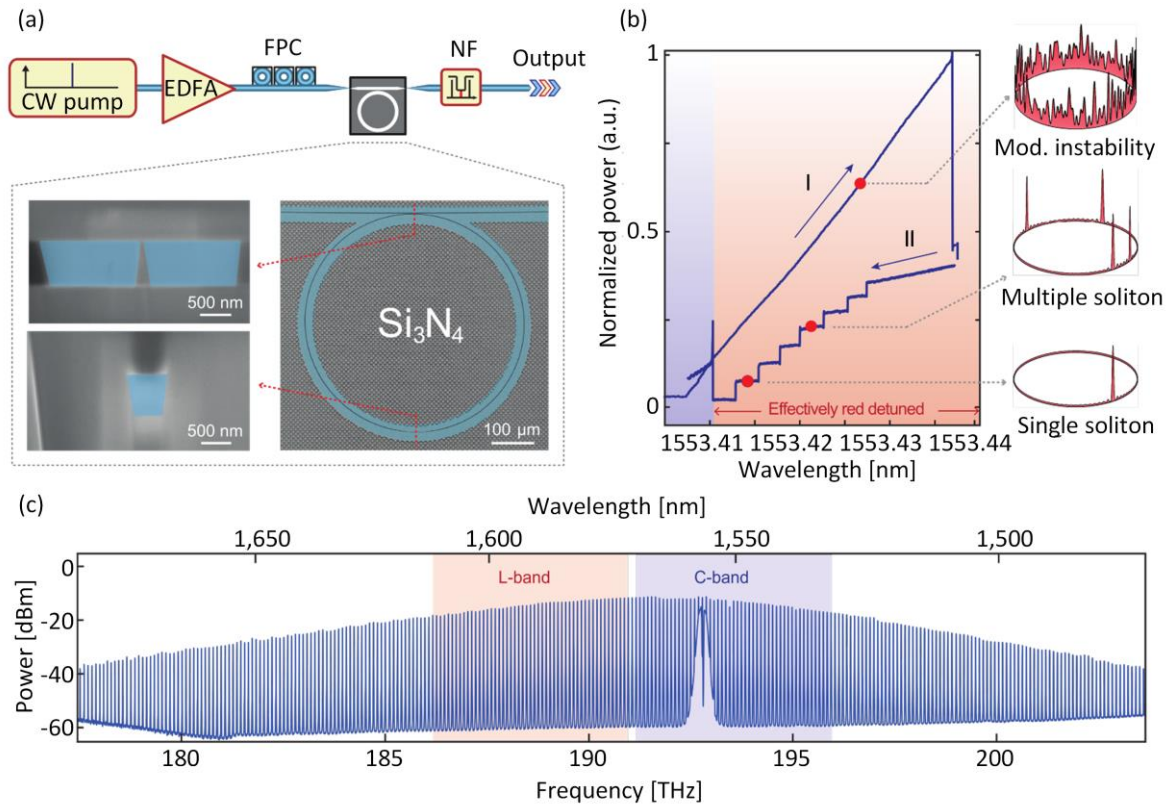 (a)
FPC
NF
Output
CW pump
EDFA
500 nm
500 nm
Si₃N₄
100 µm
(b)
Normalized power (a.u.)
1
0.5
0
I
II
Effectively red detuned
1553.41 1553.42 1553.43 1553.44
Wavelength [nm]
Mod. instability
Multiple soliton
Single soliton
(c)
Wavelength [nm]
1,650 1,600 1,550 1,500
L-band
C-band
Power [dBm]
0
-20
-40
-60
180 185 190 195 200
Frequency [THz]